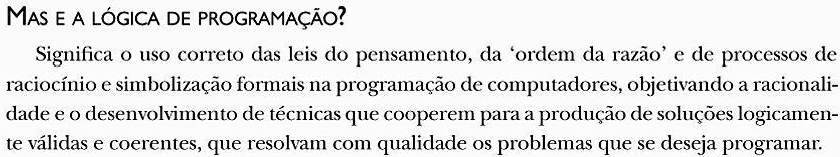 MAS E A LÓGICA DE PROGRAMAÇÃO?
Significa o uso correto das leis do pensamento, da ‘ordem da razão’ e de processos de
raciocínio e simbolização formais na programação de computadores, objetivando a racionali-
dade e o desenvolvimento de técnicas que cooperem para a produção de soluções logicamen-
te válidas e coerentes, que resolvam com qualidade os problemas que se deseja programar.